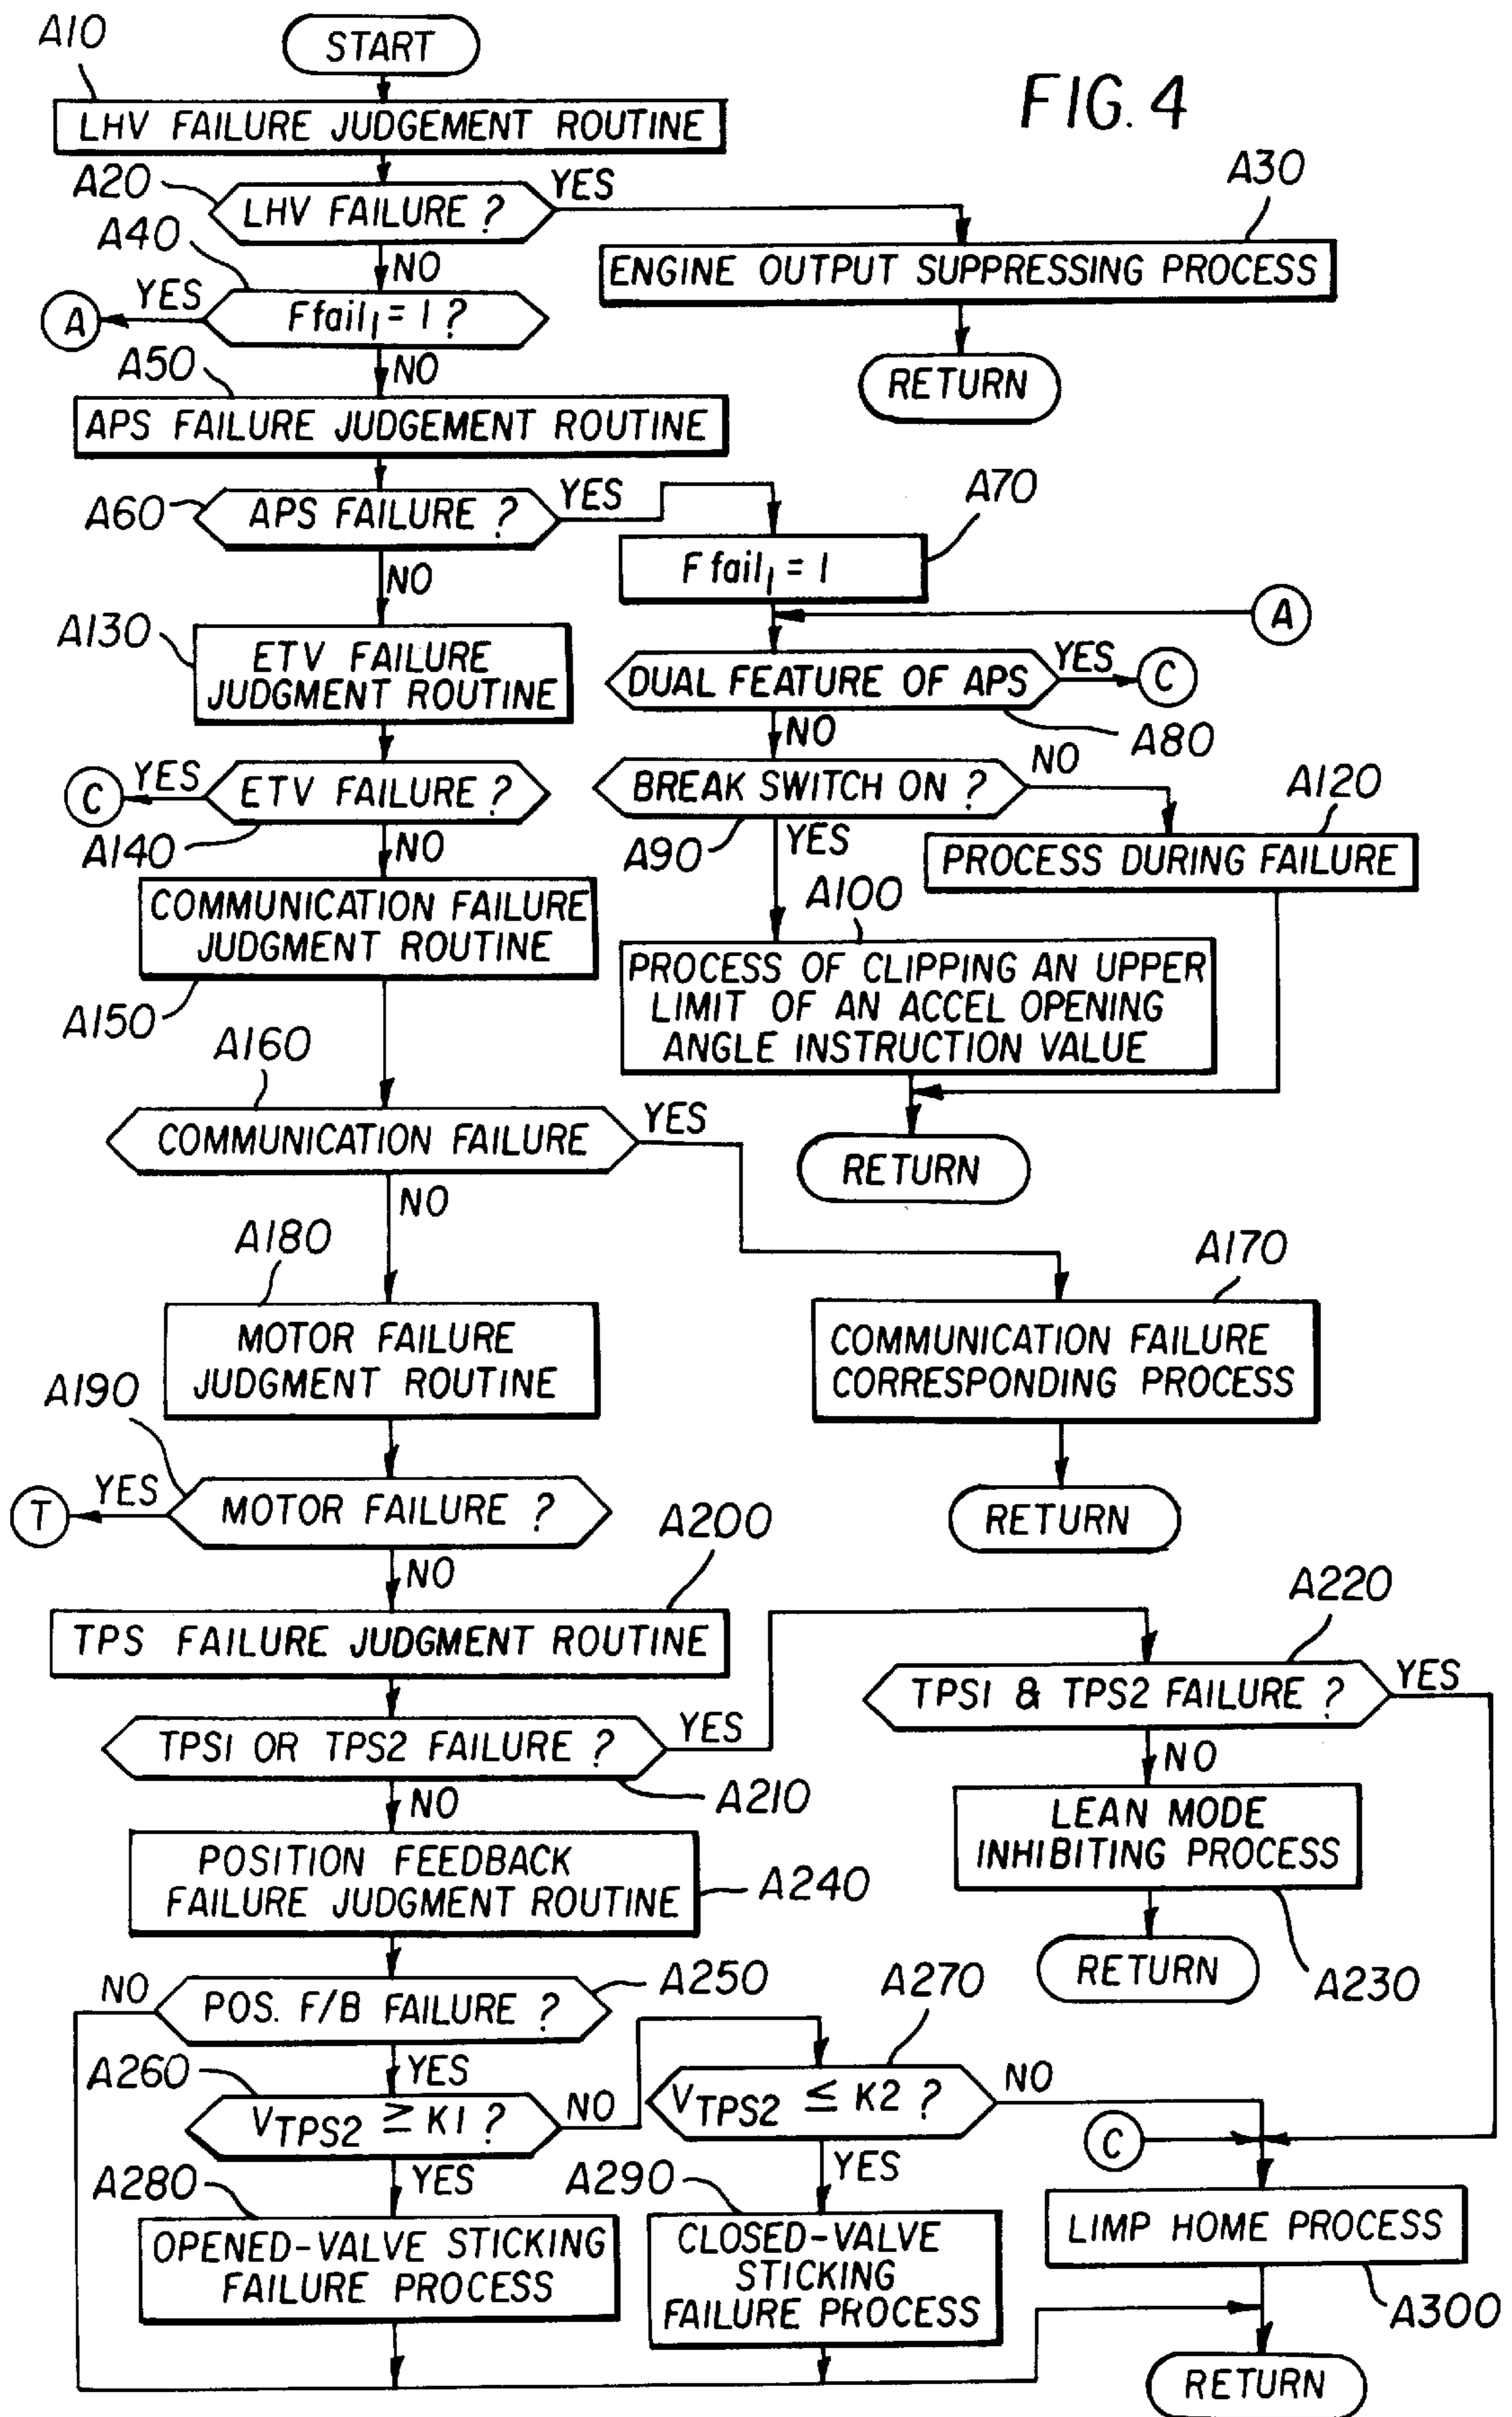 FIG. 4
START
A10
LHV FAILURE JUDGEMENT ROUTINE
A20
LHV FAILURE ?
YES
NO
A30
ENGINE OUTPUT SUPPRESSING PROCESS
RETURN
A40
Ffail1 = 1 ?
YES
A
NO
A50
APS FAILURE JUDGEMENT ROUTINE
A60
APS FAILURE ?
YES
NO
A70
Ffail1 = 1
A
DUAL FEATURE OF APS
YES
C
A80
NO
BREAK SWITCH ON ?
NO
A90
YES
A120
PROCESS DURING FAILURE
A100
PROCESS OF CLIPPING AN UPPER
LIMIT OF AN ACCEL OPENING
ANGLE INSTRUCTION VALUE
RETURN
A130
ETV FAILURE
JUDGMENT ROUTINE
C
YES
ETV FAILURE ?
A140
NO
COMMUNICATION FAILURE
JUDGMENT ROUTINE
A150
A160
COMMUNICATION FAILURE
YES
NO
A170
COMMUNICATION FAILURE
CORRESPONDING PROCESS
RETURN
A180
MOTOR FAILURE
JUDGMENT ROUTINE
A190
T
YES
MOTOR FAILURE ?
NO
A200
TPS FAILURE JUDGMENT ROUTINE
TPS1 OR TPS2 FAILURE ?
YES
A210
NO
A220
TPS1 & TPS2 FAILURE ?
YES
NO
LEAN MODE
INHIBITING PROCESS
A230
RETURN
POSITION FEEDBACK
FAILURE JUDGMENT ROUTINE
A240
NO
POS. F/B FAILURE ?
A250
YES
A260
VTPS2 ≥ K1 ?
NO
YES
A270
VTPS2 ≤ K2 ?
NO
YES
C
A280
OPENED-VALVE STICKING
FAILURE PROCESS
A290
CLOSED-VALVE
STICKING
FAILURE PROCESS
LIMP HOME PROCESS
A300
RETURN